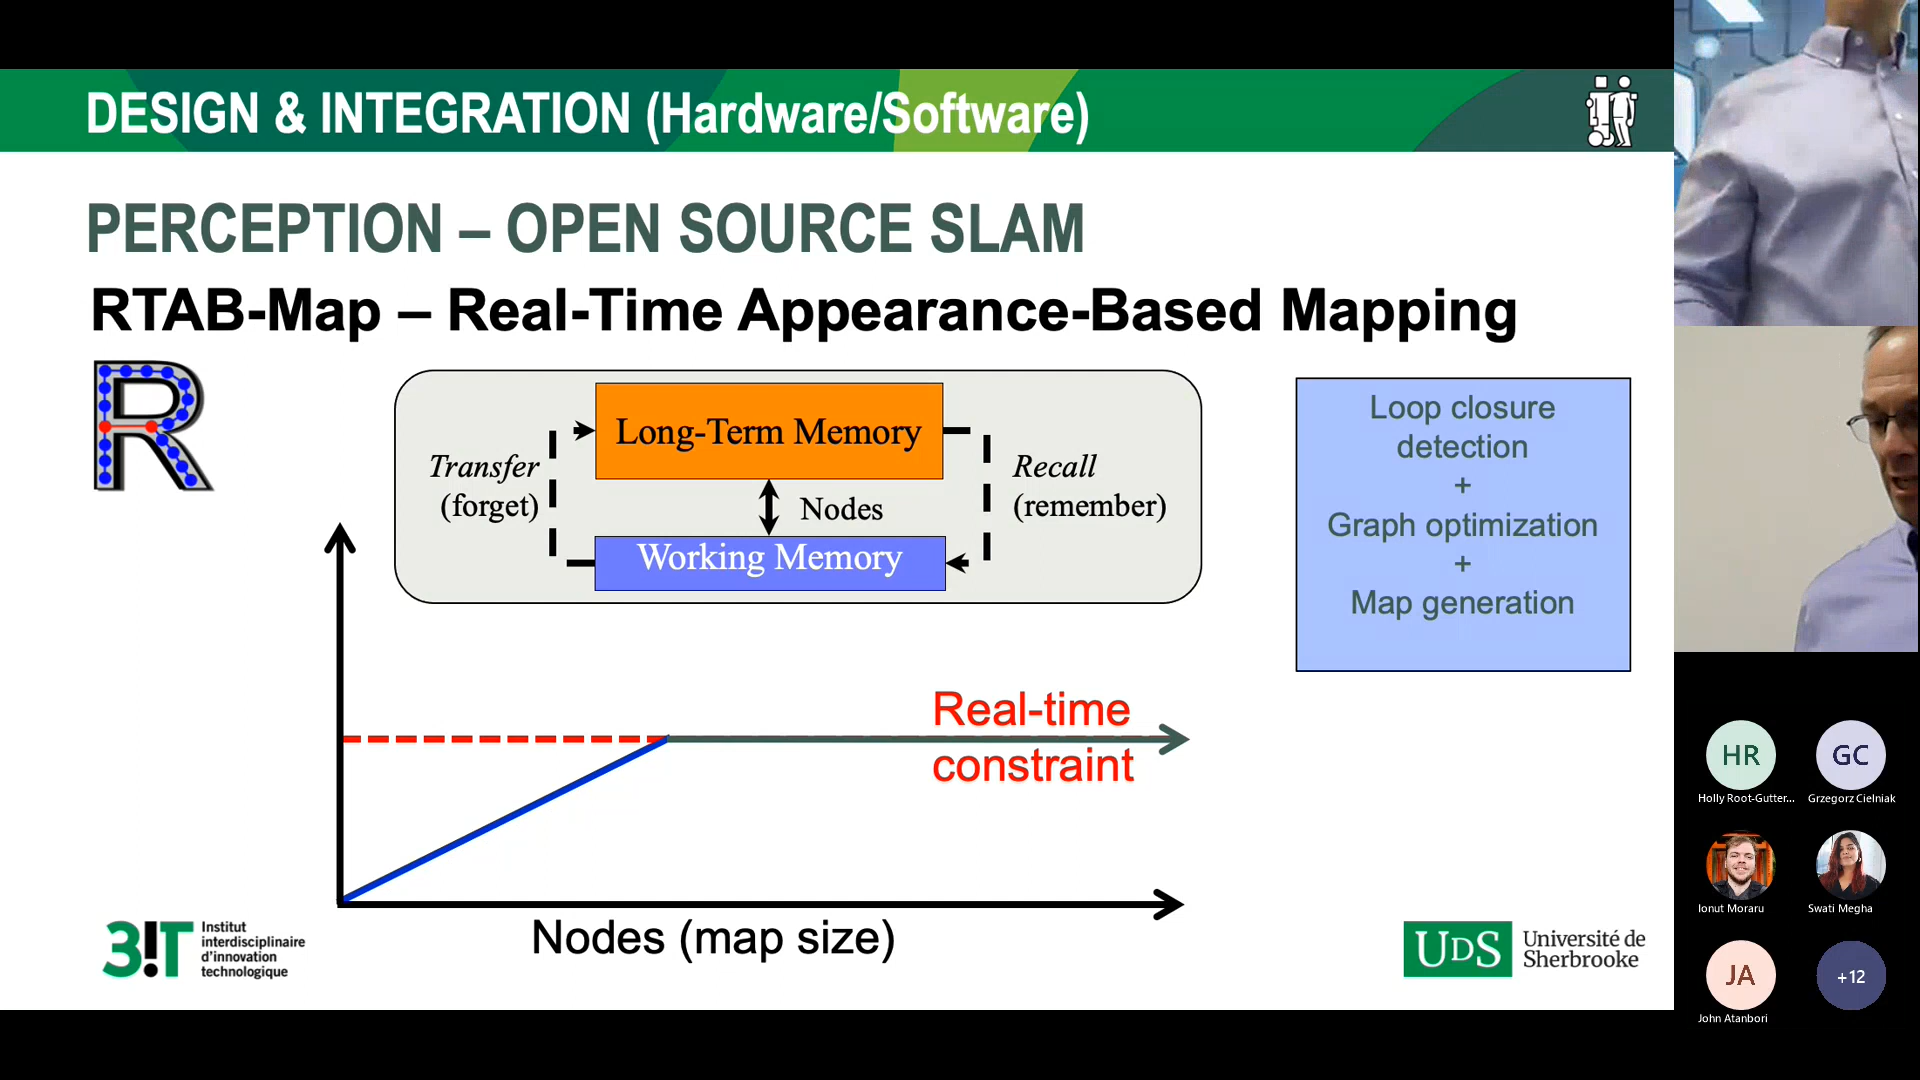 DESIGN & INTEGRATION (Hardware/Software)
PERCEPTION – OPEN SOURCE SLAM
RTAB-Map – Real-Time Appearance-Based Mapping
R
Long-Term Memory
Transfer
(forget)
Recall
(remember)
Nodes
Working Memory
Loop closure
detection
+
Graph optimization
+
Map generation
Real-time
constraint
Nodes (map size)
3!T
Institut
interdisciplinaire
d'innovation
technologique
UDS
Université de
Sherbrooke
HR
Holly Root-Gutter...
GC
Grzegorz Cielniak
Ionut Moraru
Swati Megha
JA
John Atanbori
+12